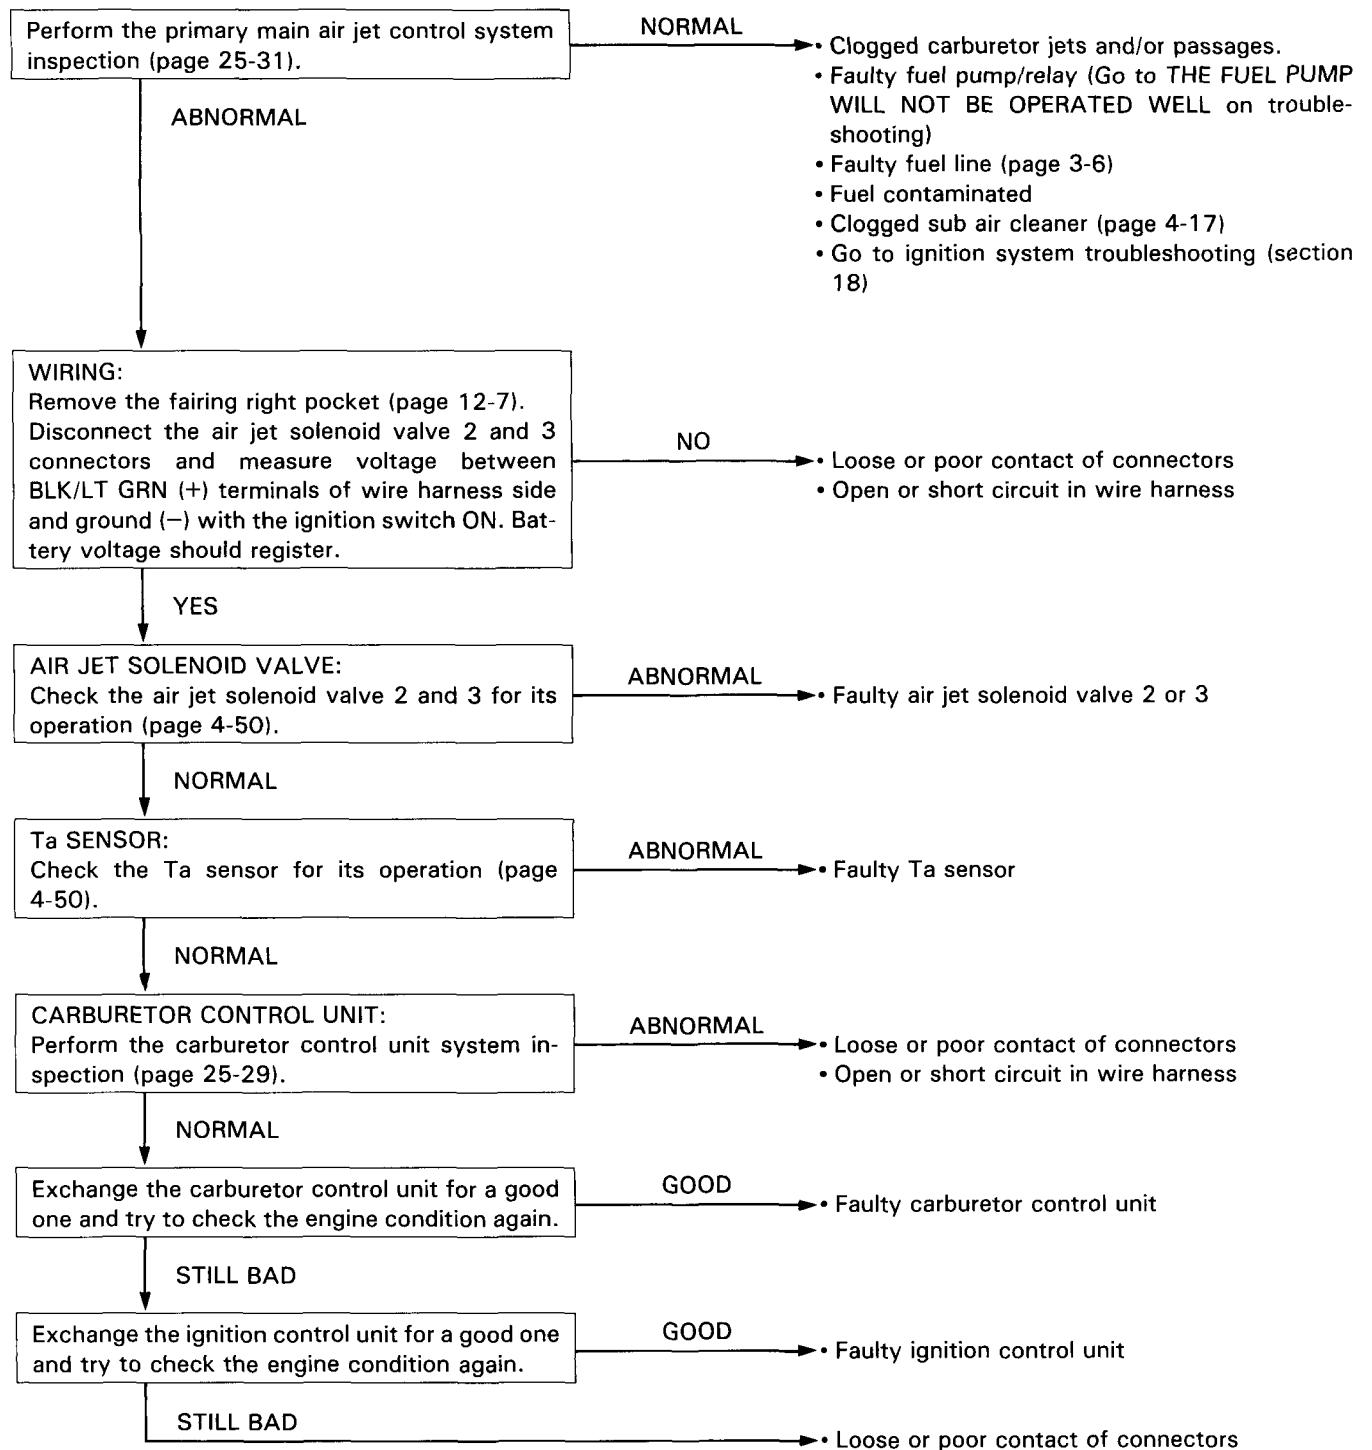 Perform the primary main air jet control system
inspection (page 25-31).
NORMAL
• Clogged carburetor jets and/or passages.
• Faulty fuel pump/relay (Go to THE FUEL PUMP
WILL NOT BE OPERATED WELL on trouble-
shooting)
• Faulty fuel line (page 3-6)
• Fuel contaminated
• Clogged sub air cleaner (page 4-17)
• Go to ignition system troubleshooting (section
18)
ABNORMAL
WIRING:
Remove the fairing right pocket (page 12-7).
Disconnect the air jet solenoid valve 2 and 3
connectors and measure voltage between
BLK/LT GRN (+) terminals of wire harness side
and ground (−) with the ignition switch ON. Bat-
tery voltage should register.
NO
• Loose or poor contact of connectors
• Open or short circuit in wire harness
YES
AIR JET SOLENOID VALVE:
Check the air jet solenoid valve 2 and 3 for its
operation (page 4-50).
ABNORMAL
• Faulty air jet solenoid valve 2 or 3
NORMAL
Ta SENSOR:
Check the Ta sensor for its operation (page
4-50).
ABNORMAL
• Faulty Ta sensor
NORMAL
CARBURETOR CONTROL UNIT:
Perform the carburetor control unit system in-
spection (page 25-29).
ABNORMAL
• Loose or poor contact of connectors
• Open or short circuit in wire harness
NORMAL
Exchange the carburetor control unit for a good
one and try to check the engine condition again.
GOOD
• Faulty carburetor control unit
STILL BAD
Exchange the ignition control unit for a good one
and try to check the engine condition again.
GOOD
• Faulty ignition control unit
STILL BAD
• Loose or poor contact of connectors